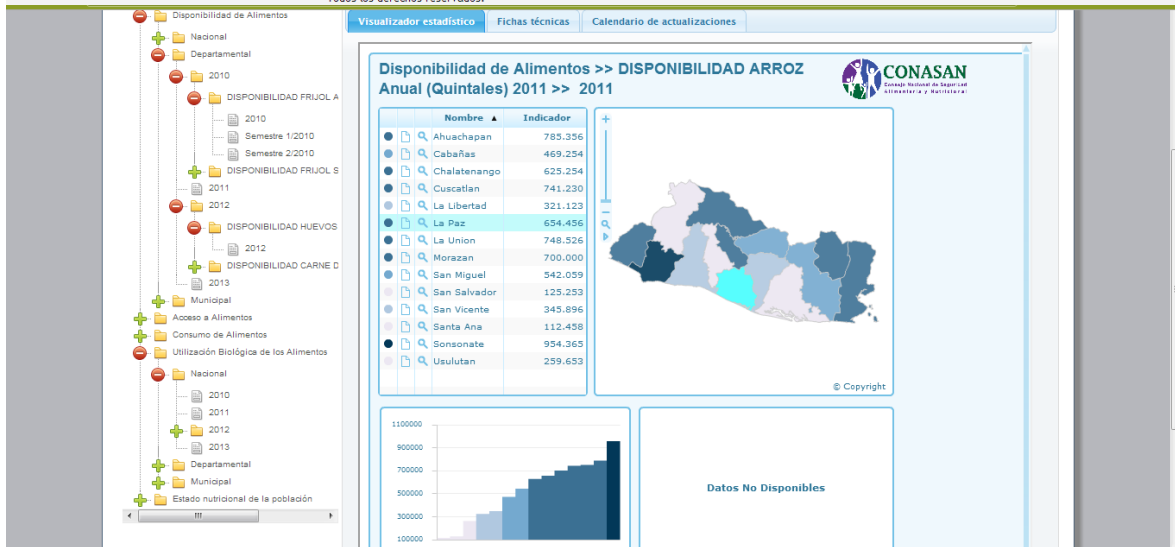 Todos los derechos reservados.
Disponibilidad de Alimentos
Nacional
Departamental
2010
DISPONIBILIDAD FRIJOL A
2010
Semestre 1/2010
Semestre 2/2010
DISPONIBILIDAD FRIJOL S
2011
2012
DISPONIBILIDAD HUEVOS
2012
DISPONIBILIDAD CARNE D
2013
Municipal
Acceso a Alimentos
Consumo de Alimentos
Utilización Biológica de los Alimentos
Nacional
2010
2011
2012
2013
Departamental
Municipal
Estado nutricional de la población
Visualizador estadístico Fichas técnicas Calendario de actualizaciones
Disponibilidad de Alimentos >> DISPONIBILIDAD ARROZ
Anual (Quintales) 2011 >> 2011
CONASAN
Consejo Nacional de Seguridad
Alimentaria y Nutricional
Nombre ▲ Indicador
Ahuachapan 785.356
Cabañas 469.254
Chalatenango 625.254
Cuscatlan 741.230
La Libertad 321.123
La Paz 654.456
La Union 748.526
Morazan 700.000
San Miguel 542.059
San Salvador 125.253
San Vicente 345.896
Santa Ana 112.458
Sonsonate 954.365
Usulutan 259.653
© Copyright
1100000
900000
700000
500000
300000
100000
Datos No Disponibles